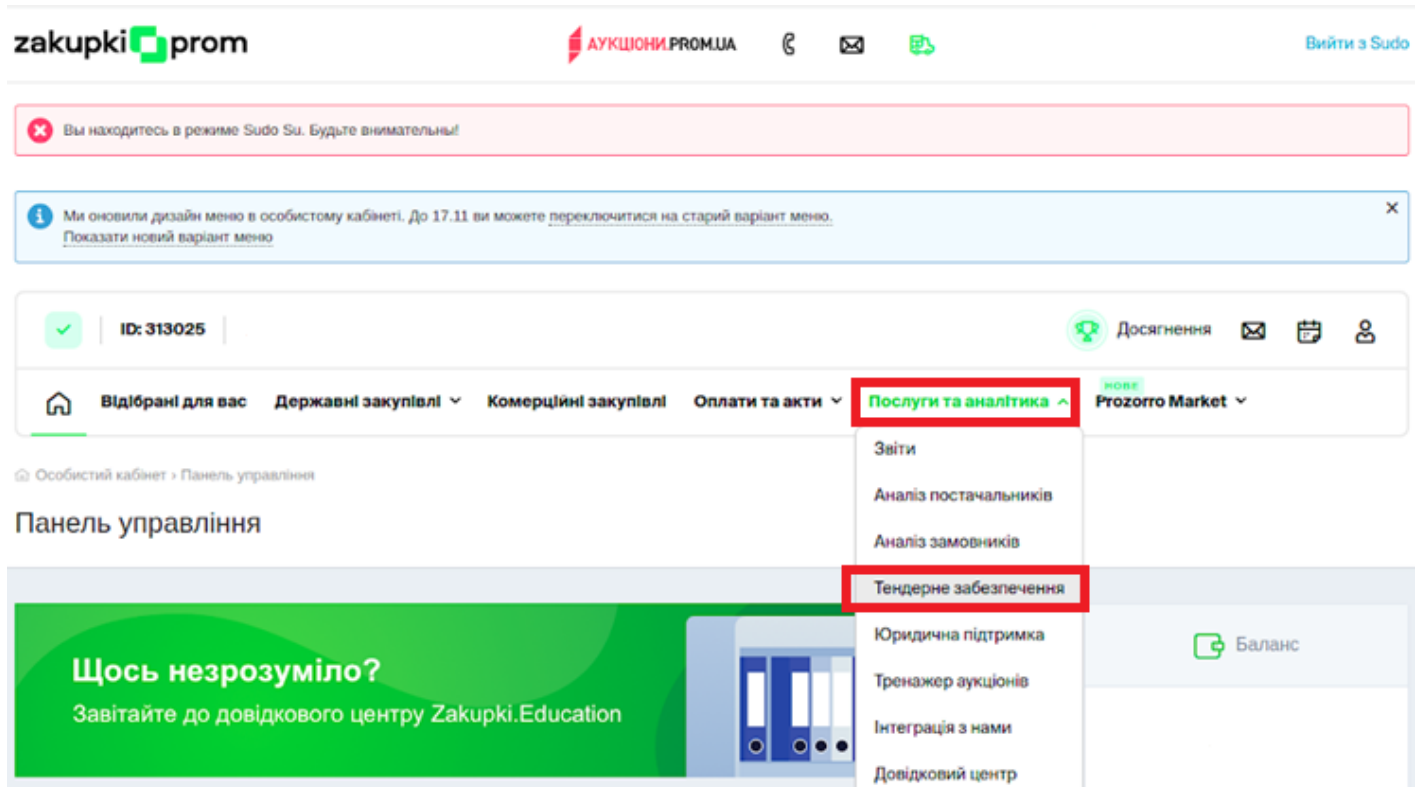 zakupki prom
АУКЦІОНИ.PROM.UA
Вийти з Sudo
Вы находитесь в режиме Sudo Su. Будьте внимательны!
Ми оновили дизайн меню в особистому кабінеті. До 17.11 ви можете переключитися на старий варіант меню.
Показати новий варіант меню
ID: 313025
Досягнення
Відібрані для вас
Державні закупівлі
Комерційні закупівлі
Оплати та акти
Послуги та аналітика
НОВЕ
Prozorro Market
Звіти
Особистий кабінет › Панель управління
Аналіз постачальників
Панель управління
Аналіз замовників
Тендерне забезпечення
Юридична підтримка
Баланс
Щось незрозуміло?
Тренажер аукціонів
Завітайте до довідкового центру Zakupki.Education
Інтеграція з нами
Довідковий центр